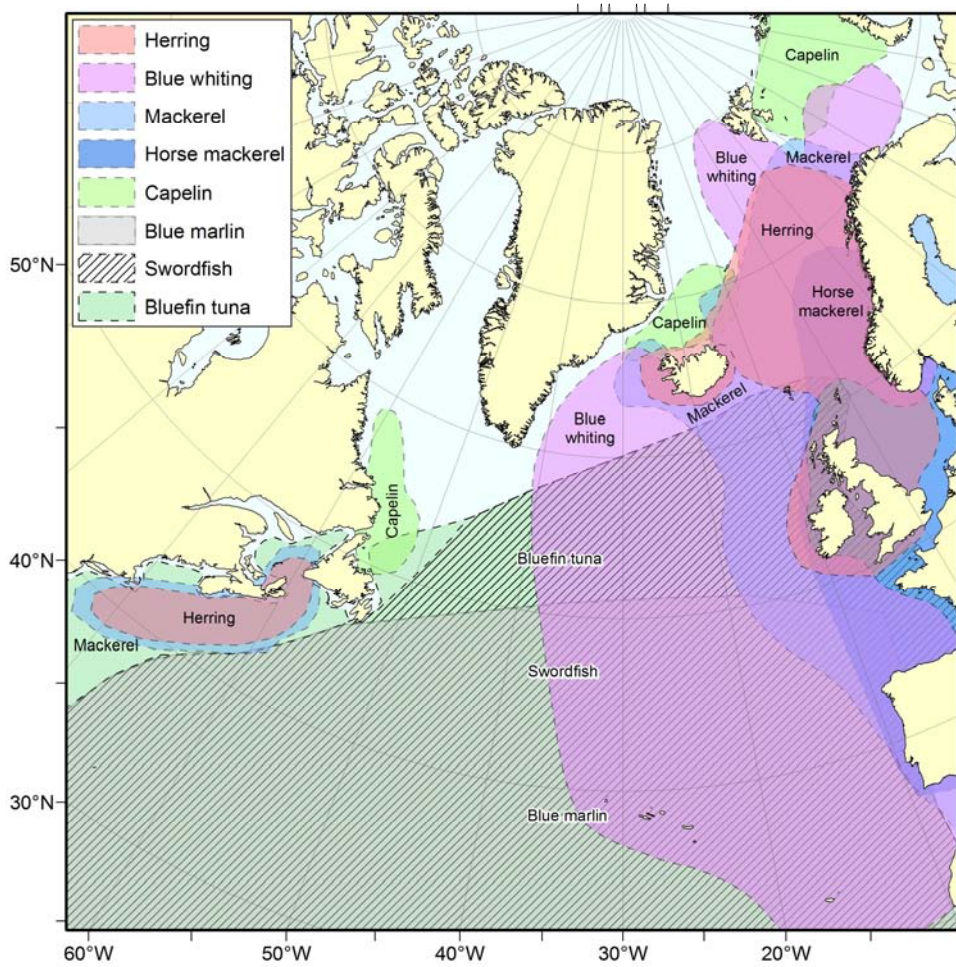 Herring
Blue whiting
Mackerel
Horse mackerel
Capelin
Blue marlin
Swordfish
Bluefin tuna
Capelin
Blue
whiting
Mackerel
Herring
Horse
mackerel
Capelin
Mackerel
Blue
whiting
Capelin
Bluefin tuna
Herring
Mackerel
Swordfish
Blue marlin
50°N
40°N
30°N
60°W
50°W
40°W
30°W
20°W